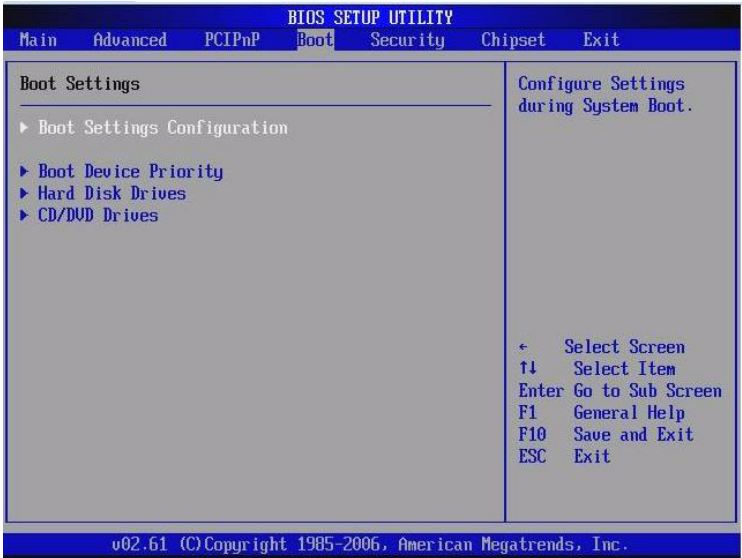 BIOS SETUP UTILITY
Main Advanced PCIPnP Boot Security Chipset Exit
Boot Settings
▶ Boot Settings Configuration
▶ Boot Device Priority
▶ Hard Disk Drives
▶ CD/DVD Drives
Configure Settings
during System Boot.
← Select Screen
↑↓ Select Item
Enter Go to Sub Screen
F1 General Help
F10 Save and Exit
ESC Exit
v02.61 (C)Copyright 1985-2006, American Megatrends, Inc.